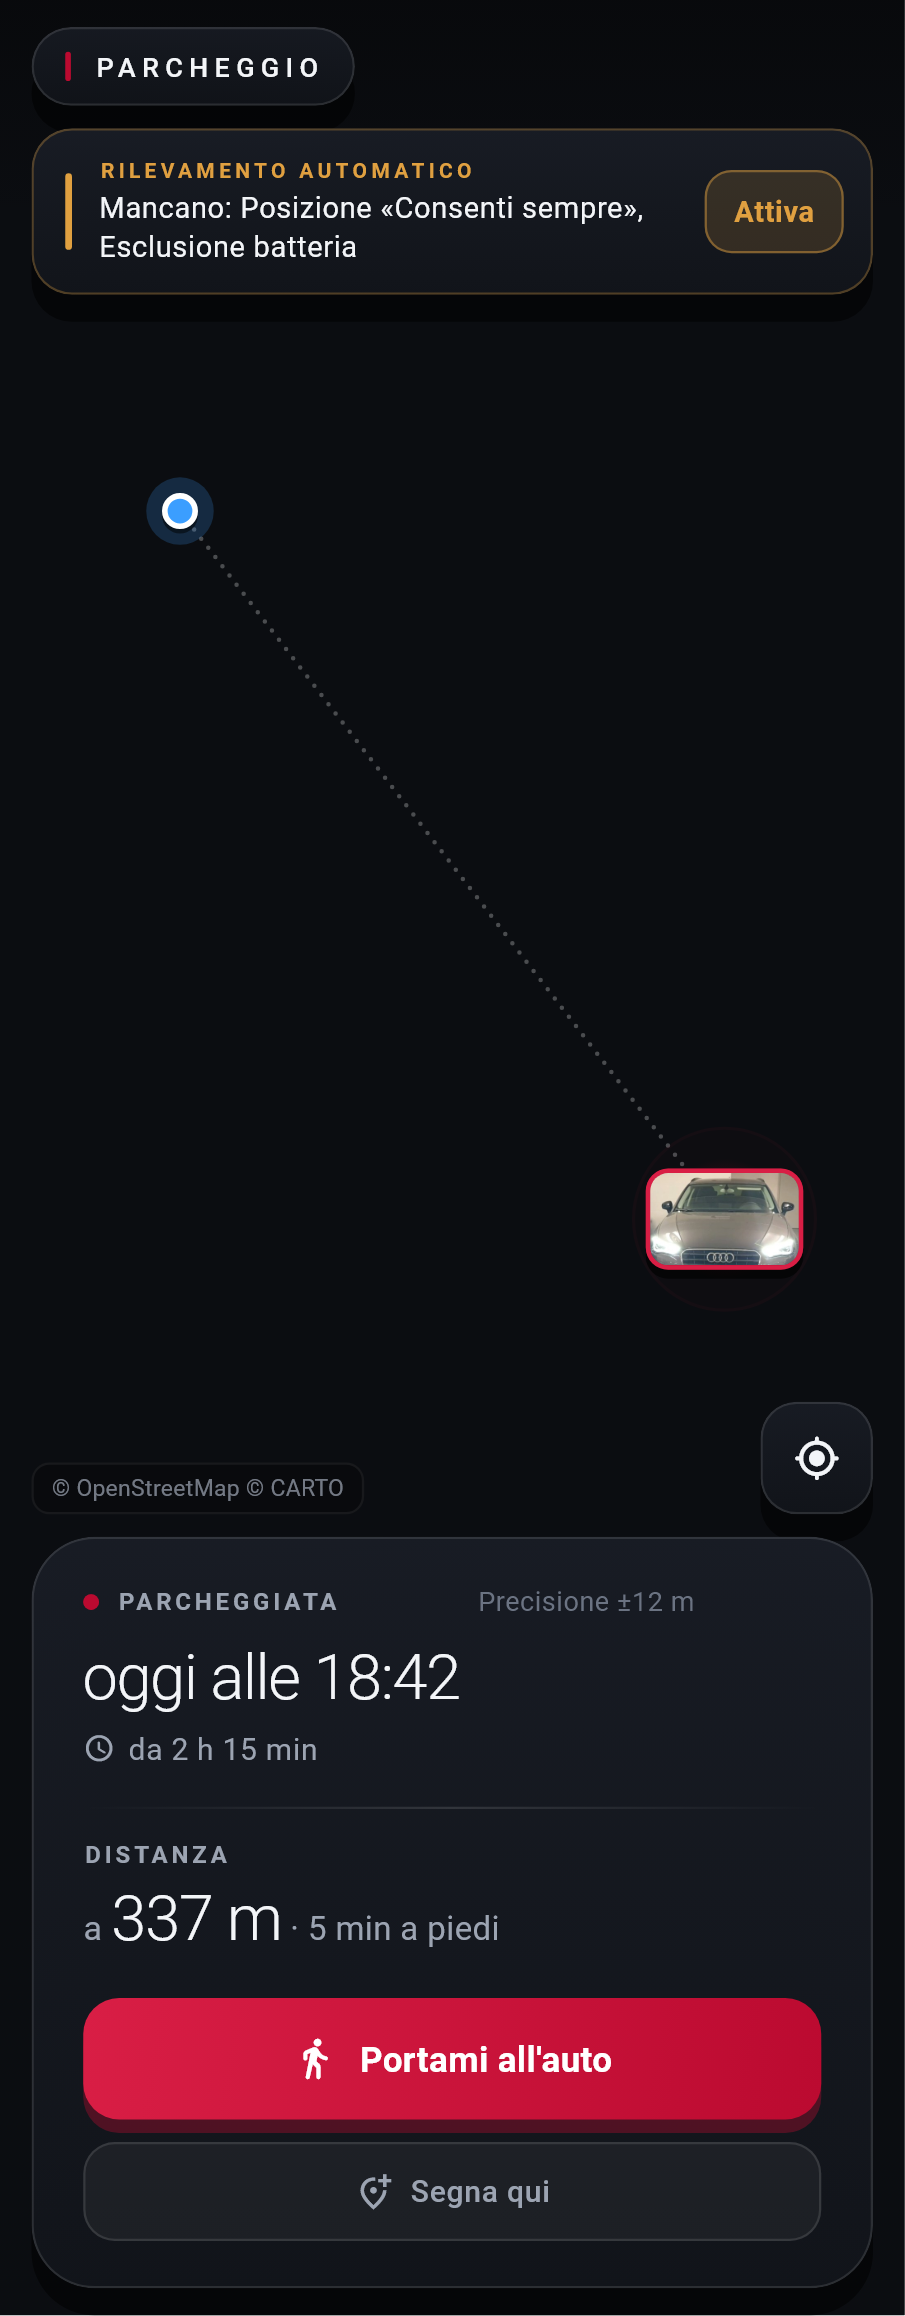 PARCHEGGIO
RILEVAMENTO AUTOMATICO
Mancano: Posizione «Consenti sempre»,
Esclusione batteria
Attiva
© OpenStreetMap © CARTO
PARCHEGGIATA
Precisione ±12 m
oggi alle 18:42
da 2 h 15 min
DISTANZA
a 337 m · 5 min a piedi
Portami all'auto
Segna qui